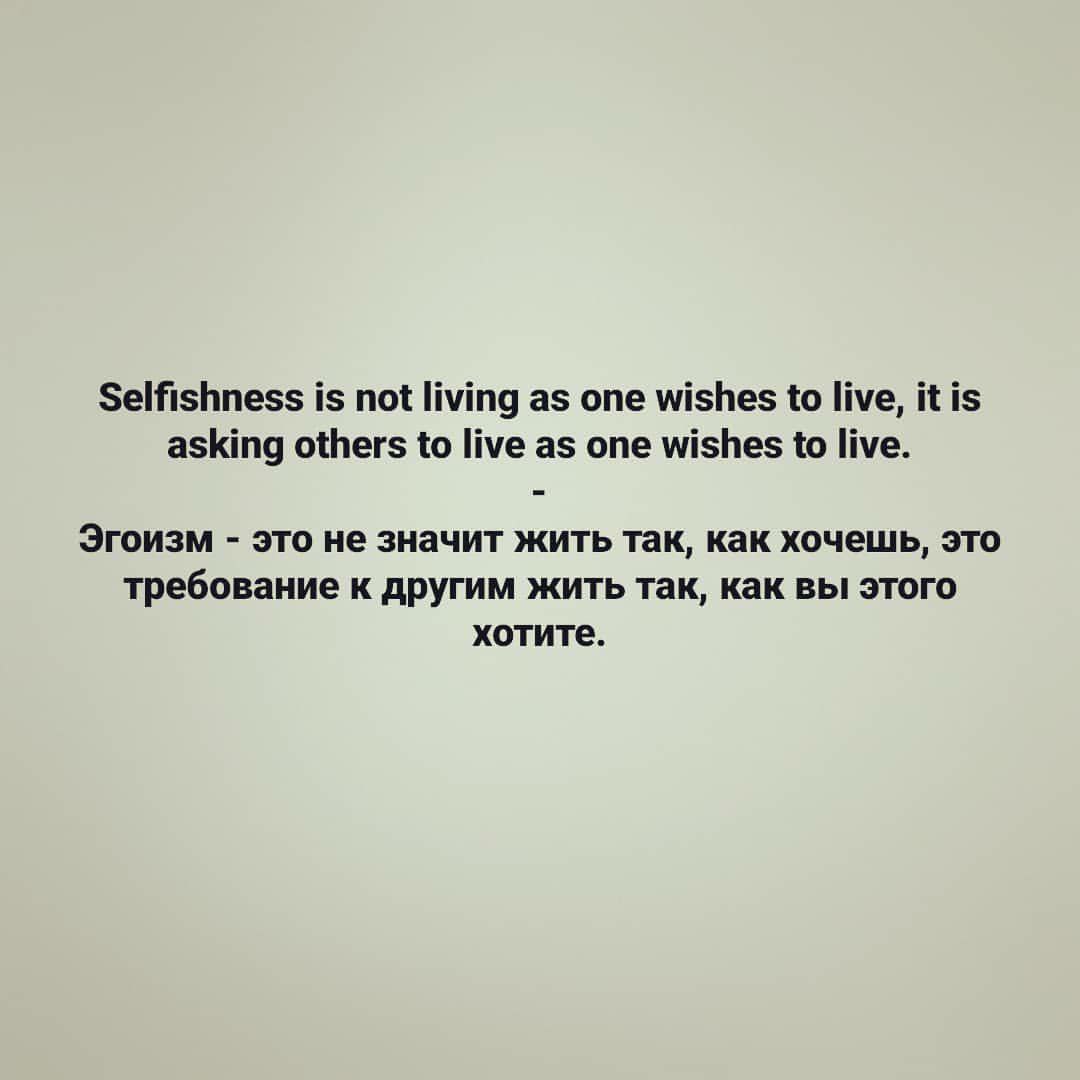 Selfishness is not living as one wishes to live, it is
asking others to live as one wishes to live.
-
Эгоизм - это не значит жить так, как хочешь, это
требование к другим жить так, как вы этого
хотите.